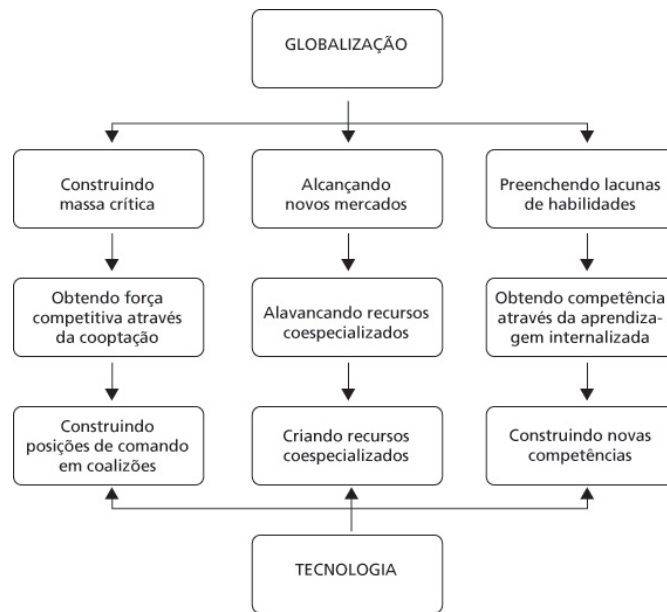 GLOBALIZAÇÃO
Construindo
massa crítica
Alcançando
novos mercados
Preenchendo lacunas
de habilidades
Obtendo força
competitiva através
da cooptação
Alavancando recursos
coespecializados
Obtendo competência
através da aprendiza-
gem internalizada
Construindo
posições de comando
em coalizões
Criando recursos
coespecializados
Construindo novas
competências
TECNOLOGIA